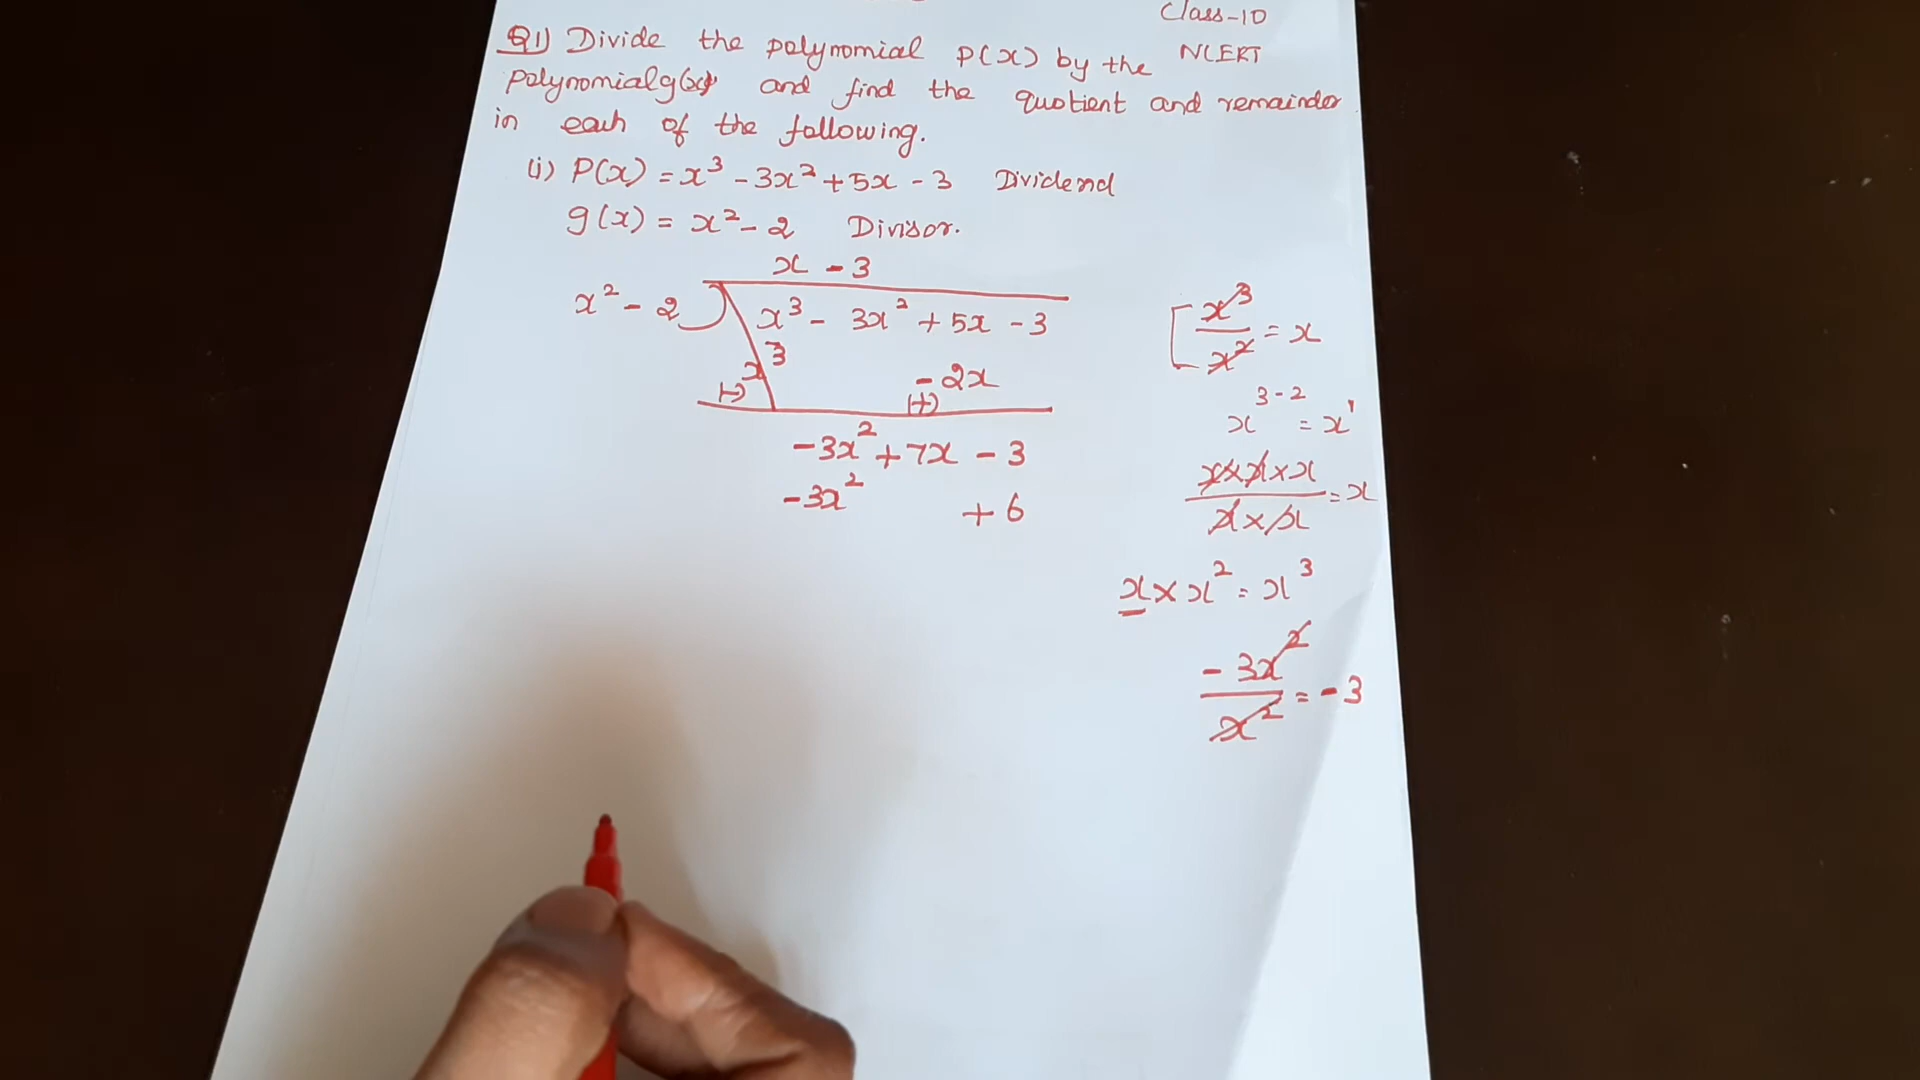 Class-10
Q1) Divide the polynomial P(x) by the NCERT
polynomial g(x) and find the quotient and remainder
in each of the following.
(i) P(x) = x³ - 3x² + 5x - 3 Dividend
g(x) = x² - 2 Divisor.
x - 3
x² - 2 ) x³ - 3x² + 5x - 3
x³ - 2x
(-) (+)
-3x² + 7x - 3
-3x² + 6
x³/x² = x
x³⁻² = x¹
x×x×x/x×x = x
x × x² = x³
-3x²/x² = -3